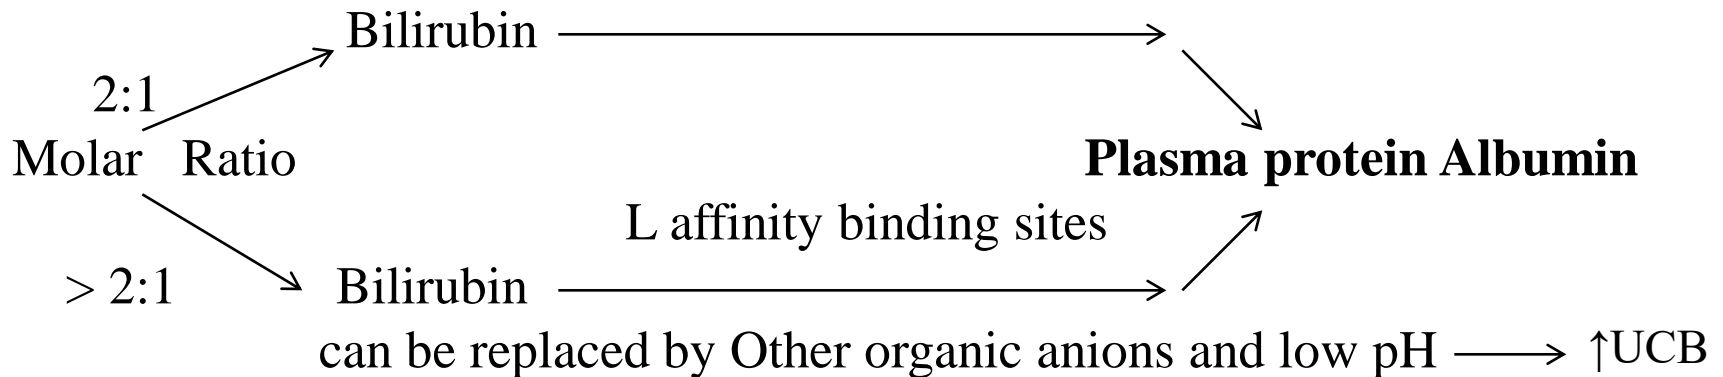 Bilirubin
2:1
Molar Ratio
Plasma protein Albumin
L affinity binding sites
> 2:1
Bilirubin
can be replaced by Other organic anions and low pH
↑UCB